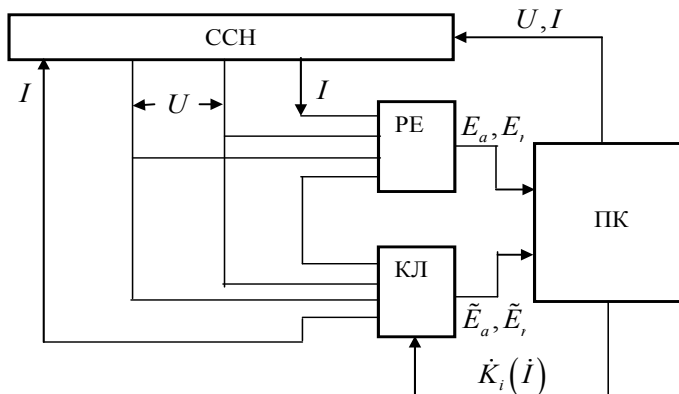 U, I
ССН
I
U
I
РЕ
E_a, E_r
ПК
КЛ
Ẽ_a, Ẽ_r
K̇_i(İ)